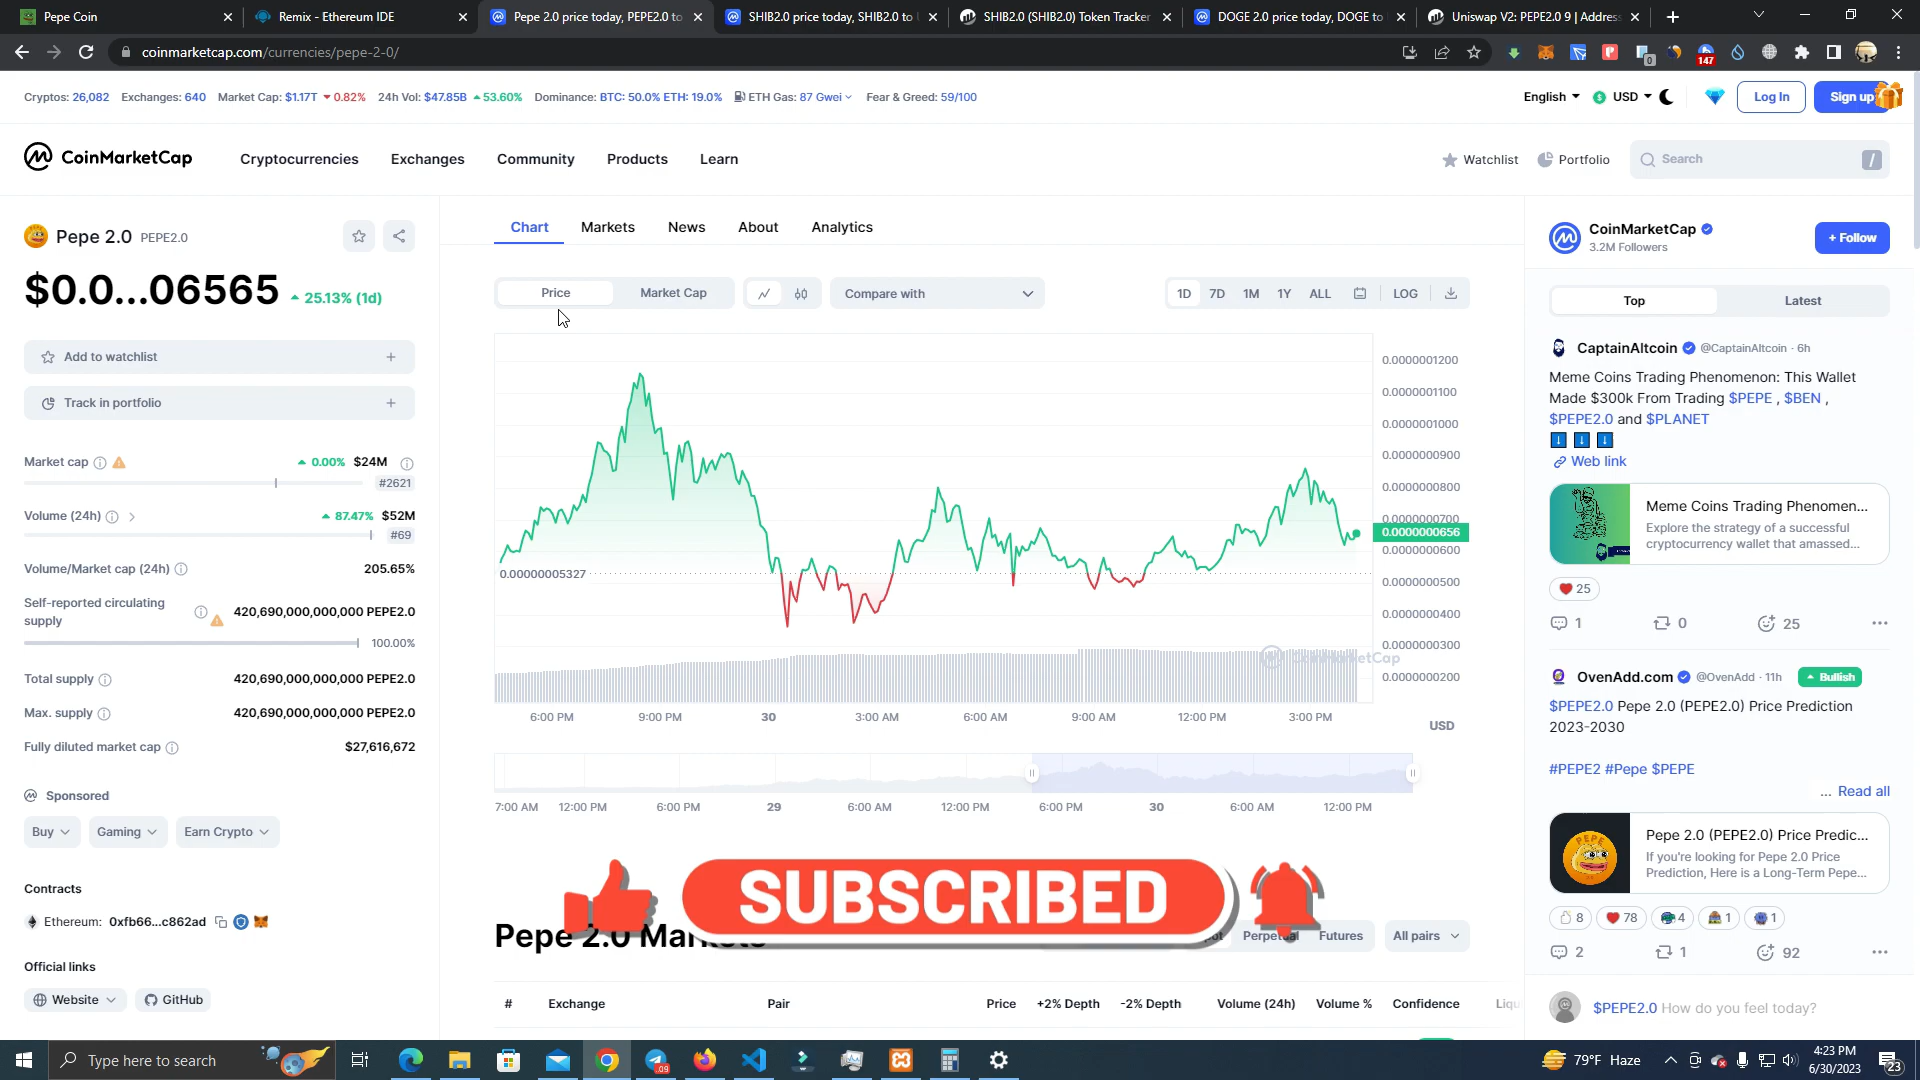 Pepe Coin
Remix - Ethereum IDE
Pepe 2.0 price today, PEPE2.0 to
SHIB2.0 price today, SHIB2.0 to
SHIB2.0 (SHIB2.0) Token Tracker
DOGE 2.0 price today, DOGE to
Uniswap V2: PEPE2.0 9 | Address
coinmarketcap.com/currencies/pepe-2-0/
0
147
Cryptos: 26,082 Exchanges: 640 Market Cap: $1.17T 0.82% 24h Vol: $47.85B 53.60% Dominance: BTC: 50.0% ETH: 19.0% ETH Gas: 87 Gwei Fear & Greed: 59/100
English USD Log In Sign up
CoinMarketCap
Cryptocurrencies Exchanges Community Products Learn
Watchlist Portfolio Search /
Pepe 2.0 PEPE2.0
$0.0...06565 25.13% (1d)
Add to watchlist +
Track in portfolio +
Market cap 0.00% $24M
#2621
Volume (24h) 87.47% $52M
#69
Volume/Market cap (24h) 205.65%
Self-reported circulating
supply
420,690,000,000,000 PEPE2.0
100.00%
Total supply 420,690,000,000,000 PEPE2.0
Max. supply 420,690,000,000,000 PEPE2.0
Fully diluted market cap $27,616,672
Sponsored
Buy Gaming Earn Crypto
Contracts
Ethereum: 0xfb66...c862ad
Official links
Website GitHub
Chart Markets News About Analytics
Price Market Cap Compare with
1D 7D 1M 1Y ALL LOG
0.0000001200
0.0000001100
0.0000001000
0.0000000900
0.0000000800
0.0000000700
0.0000000656
0.0000000600
0.0000000500
0.0000000400
0.0000000300
0.0000000200
0.00000005327
CoinMarketCap
6:00 PM 9:00 PM 30 3:00 AM 6:00 AM 9:00 AM 12:00 PM 3:00 PM
USD
7:00 AM 12:00 PM 6:00 PM 29 6:00 AM 12:00 PM 6:00 PM 30 6:00 AM 12:00 PM
SUBSCRIBED
Pepe 2.0 Markets
Perpetual Futures All pairs
# Exchange Pair Price +2% Depth -2% Depth Volume (24h) Volume % Confidence Liqu
CoinMarketCap
3.2M Followers
+ Follow
Top Latest
CaptainAltcoin @CaptainAltcoin · 6h
Meme Coins Trading Phenomenon: This Wallet
Made $300k From Trading $PEPE , $BEN ,
$PEPE2.0 and $PLANET
Web link
Meme Coins Trading Phenomen...
Explore the strategy of a successful
cryptocurrency wallet that amassed...
25
1 0 25
OvenAdd.com @OvenAdd · 11h Bullish
$PEPE2.0 Pepe 2.0 (PEPE2.0) Price Prediction
2023-2030
#PEPE2 #Pepe $PEPE
... Read all
PEPE
Pepe 2.0 (PEPE2.0) Price Predic...
If you're looking for Pepe 2.0 Price
Prediction, Here is a Long-Term Pepe...
8 78 4 1 1
2 1 92
$PEPE2.0 How do you feel today?
Type here to search
.09
79°F Haze
4:23 PM
6/30/2023
23